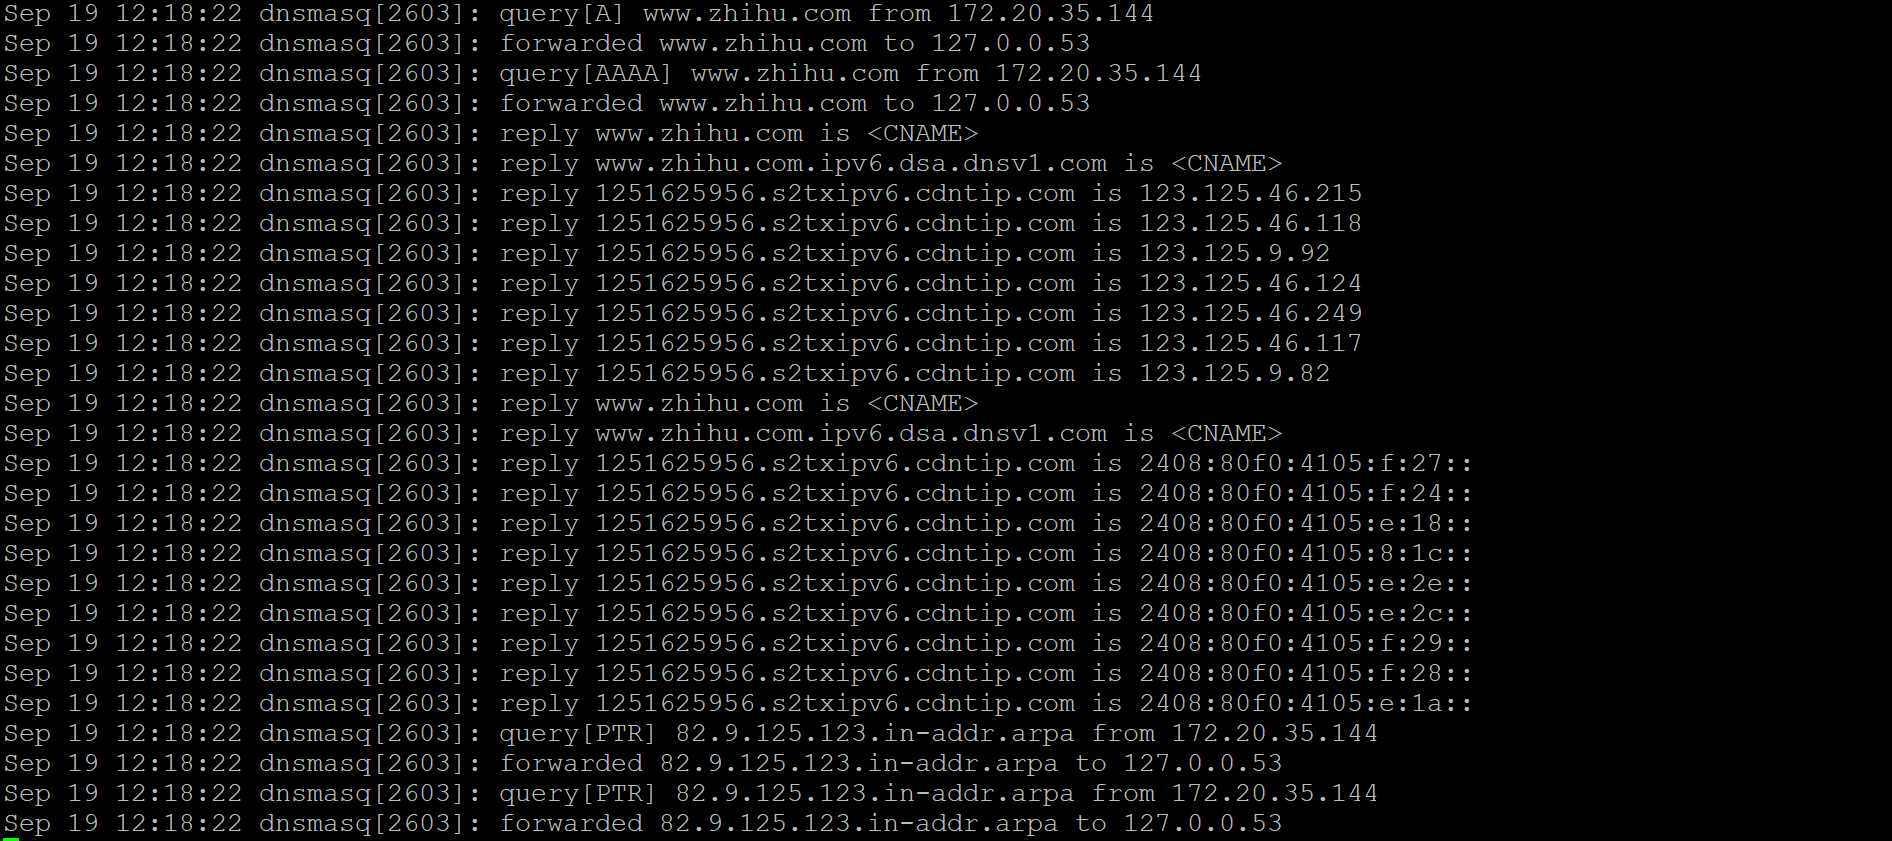 Sep 19 12:18:22 dnsmasq[2603]: query[A] www.zhihu.com from 172.20.35.144
Sep 19 12:18:22 dnsmasq[2603]: forwarded www.zhihu.com to 127.0.0.53
Sep 19 12:18:22 dnsmasq[2603]: query[AAAA] www.zhihu.com from 172.20.35.144
Sep 19 12:18:22 dnsmasq[2603]: forwarded www.zhihu.com to 127.0.0.53
Sep 19 12:18:22 dnsmasq[2603]: reply www.zhihu.com is <CNAME>
Sep 19 12:18:22 dnsmasq[2603]: reply www.zhihu.com.ipv6.dsa.dnsv1.com is <CNAME>
Sep 19 12:18:22 dnsmasq[2603]: reply 1251625956.s2txipv6.cdntip.com is 123.125.46.215
Sep 19 12:18:22 dnsmasq[2603]: reply 1251625956.s2txipv6.cdntip.com is 123.125.46.118
Sep 19 12:18:22 dnsmasq[2603]: reply 1251625956.s2txipv6.cdntip.com is 123.125.9.92
Sep 19 12:18:22 dnsmasq[2603]: reply 1251625956.s2txipv6.cdntip.com is 123.125.46.124
Sep 19 12:18:22 dnsmasq[2603]: reply 1251625956.s2txipv6.cdntip.com is 123.125.46.249
Sep 19 12:18:22 dnsmasq[2603]: reply 1251625956.s2txipv6.cdntip.com is 123.125.46.117
Sep 19 12:18:22 dnsmasq[2603]: reply 1251625956.s2txipv6.cdntip.com is 123.125.9.82
Sep 19 12:18:22 dnsmasq[2603]: reply www.zhihu.com is <CNAME>
Sep 19 12:18:22 dnsmasq[2603]: reply www.zhihu.com.ipv6.dsa.dnsv1.com is <CNAME>
Sep 19 12:18:22 dnsmasq[2603]: reply 1251625956.s2txipv6.cdntip.com is 2408:80f0:4105:f:27::
Sep 19 12:18:22 dnsmasq[2603]: reply 1251625956.s2txipv6.cdntip.com is 2408:80f0:4105:f:24::
Sep 19 12:18:22 dnsmasq[2603]: reply 1251625956.s2txipv6.cdntip.com is 2408:80f0:4105:e:18::
Sep 19 12:18:22 dnsmasq[2603]: reply 1251625956.s2txipv6.cdntip.com is 2408:80f0:4105:8:1c::
Sep 19 12:18:22 dnsmasq[2603]: reply 1251625956.s2txipv6.cdntip.com is 2408:80f0:4105:e:2e::
Sep 19 12:18:22 dnsmasq[2603]: reply 1251625956.s2txipv6.cdntip.com is 2408:80f0:4105:e:2c::
Sep 19 12:18:22 dnsmasq[2603]: reply 1251625956.s2txipv6.cdntip.com is 2408:80f0:4105:f:29::
Sep 19 12:18:22 dnsmasq[2603]: reply 1251625956.s2txipv6.cdntip.com is 2408:80f0:4105:f:28::
Sep 19 12:18:22 dnsmasq[2603]: reply 1251625956.s2txipv6.cdntip.com is 2408:80f0:4105:e:1a::
Sep 19 12:18:22 dnsmasq[2603]: query[PTR] 82.9.125.123.in-addr.arpa from 172.20.35.144
Sep 19 12:18:22 dnsmasq[2603]: forwarded 82.9.125.123.in-addr.arpa to 127.0.0.53
Sep 19 12:18:22 dnsmasq[2603]: query[PTR] 82.9.125.123.in-addr.arpa from 172.20.35.144
Sep 19 12:18:22 dnsmasq[2603]: forwarded 82.9.125.123.in-addr.arpa to 127.0.0.53